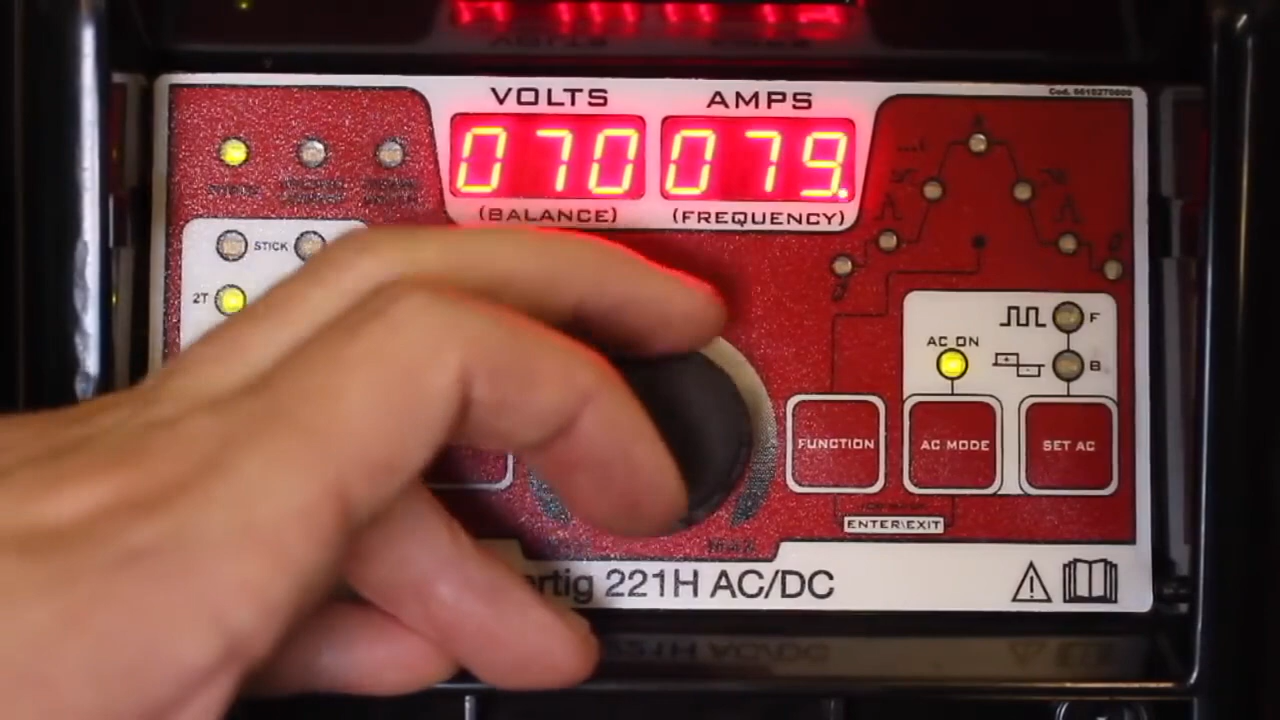 VOLTS AMPS
070 079.
(BALANCE) (FREQUENCY)
STICK
2T
F
AC ON
B
FUNCTION AC MODE SET AC
ENTER\EXIT
MAX
rtig 221H AC/DC